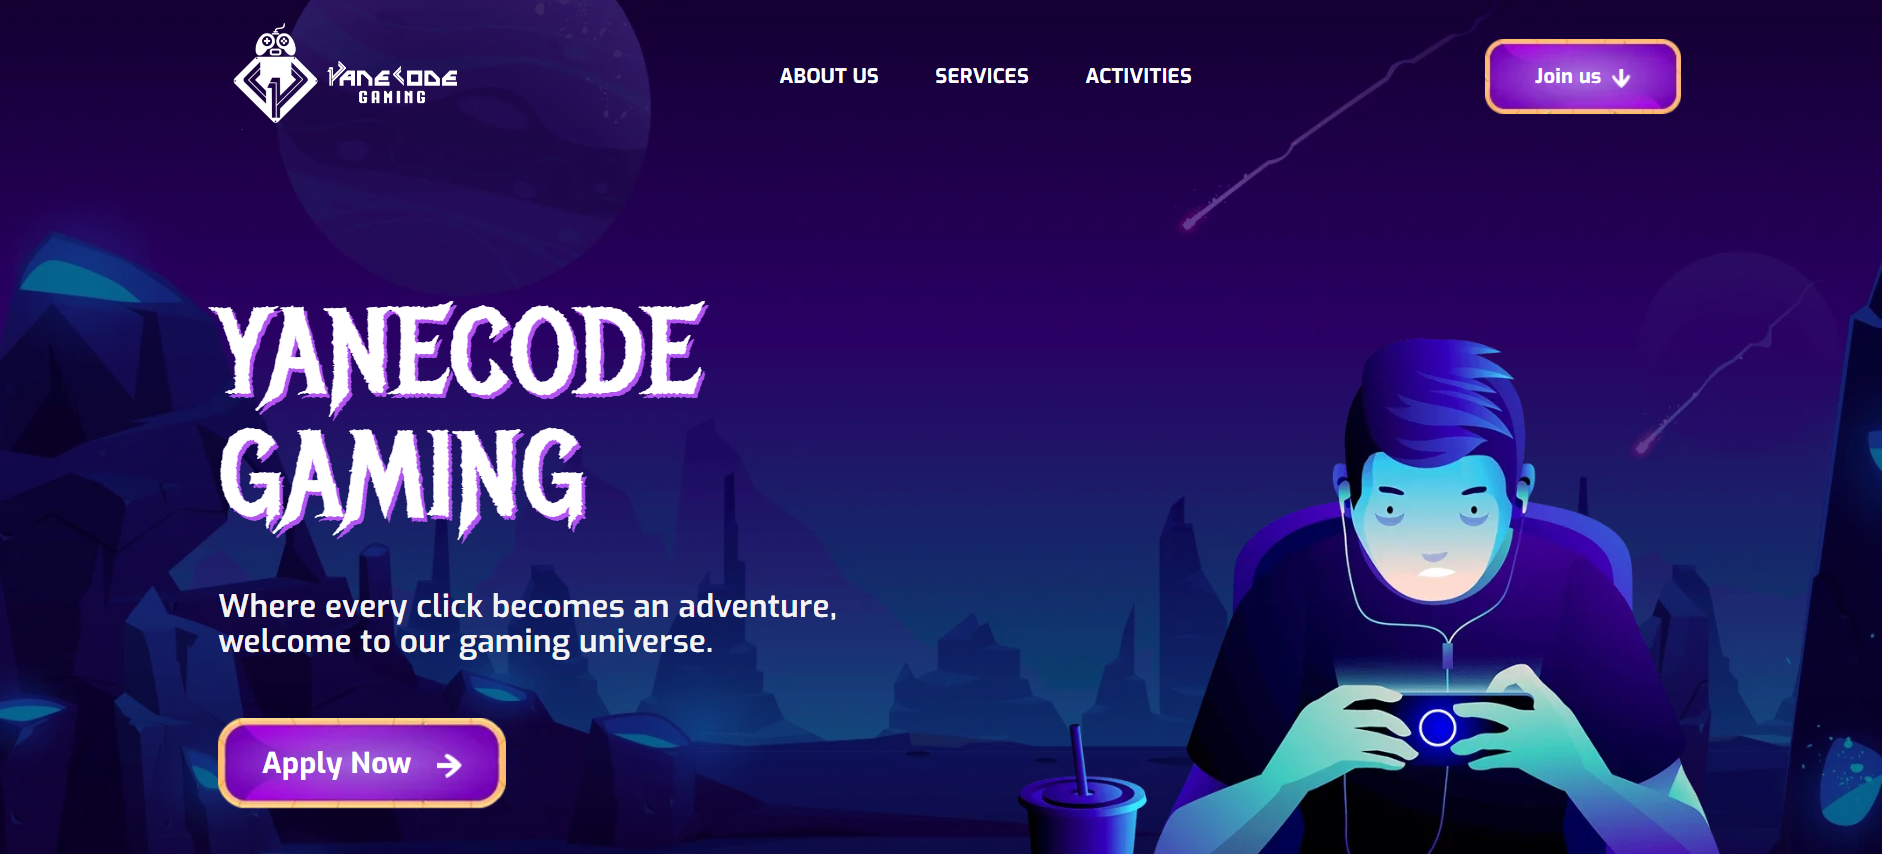 YANECODE
GAMING
ABOUT US
SERVICES
ACTIVITIES
Join us
YANECODE
GAMING
Where every click becomes an adventure,
welcome to our gaming universe.
Apply Now